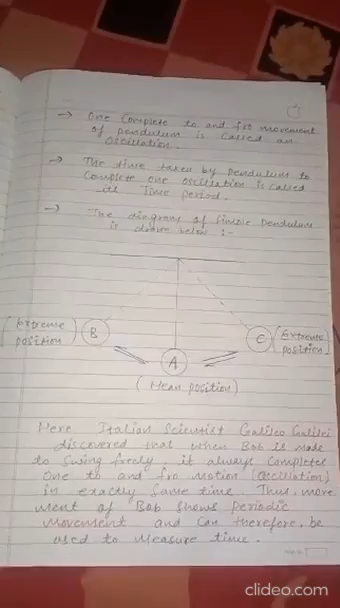 → One Complete to and fro movement
of pendulum is called an
Oscillation.
→ The time taken by pendulum to
Complete one oscillation is called
its Time period.
→ The diagram of Simple Pendulum
is drawn below :-
(Extreme position) B
C (Extreme position)
A
(Mean position)
Here Italian Scientist Galileo Galilei
discovered that when Bob is made
to Swing freely, it always Completes
One to and fro motion (Oscillation)
in exactly same time. Thus, move
ment of Bob shows Periodic
Movement and can therefore, be
used to Measure time.
clideo.com